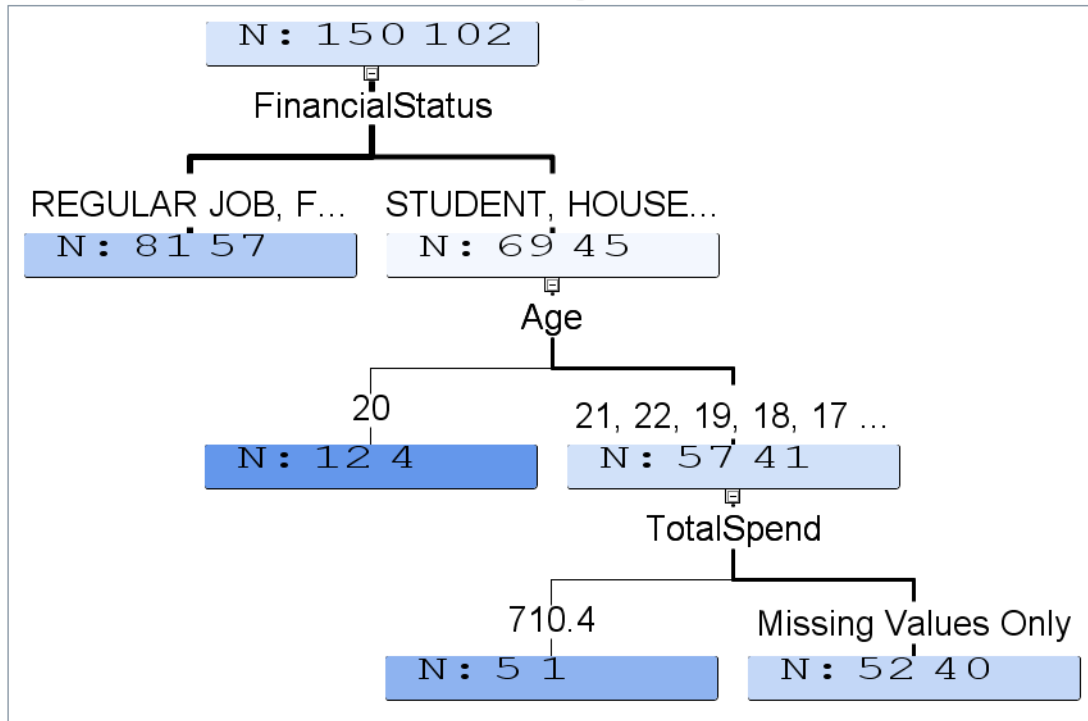 N: 150 102
FinancialStatus
REGULAR JOB, F...
STUDENT, HOUSE...
N: 81 57
N: 69 45
Age
20
21, 22, 19, 18, 17 ...
N: 12 4
N: 57 41
TotalSpend
710.4
Missing Values Only
N: 5 1
N: 52 40